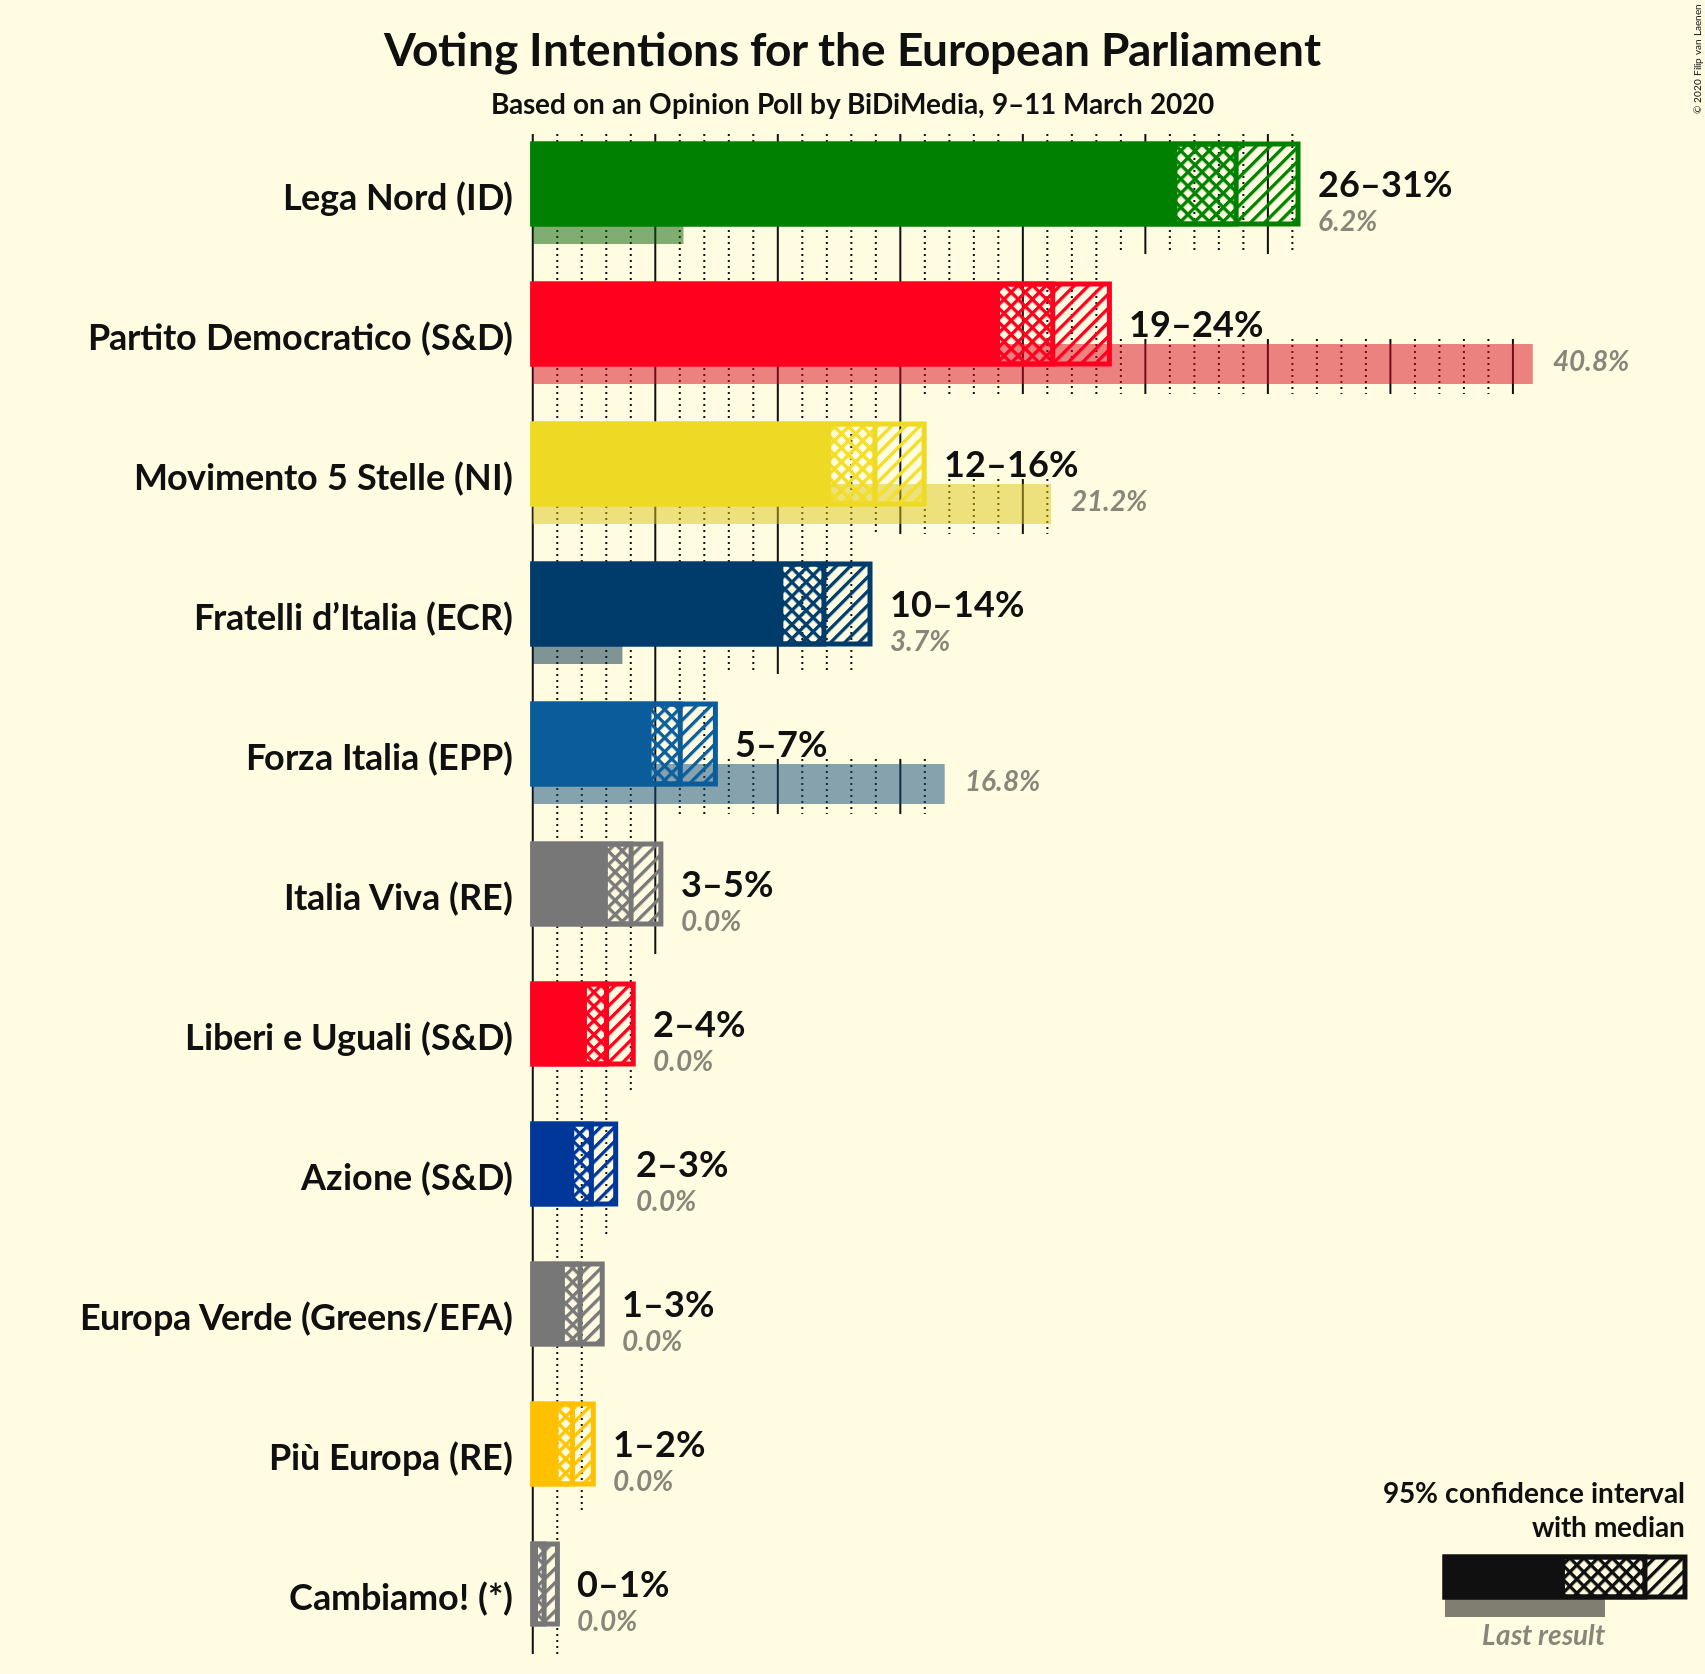 Voting Intentions for the European Parliament
Based on an Opinion Poll by BiDiMedia, 9–11 March 2020
© 2020 Filip van Laenen
Lega Nord (ID)
26–31%
6.2%
Partito Democratico (S&D)
19–24%
40.8%
Movimento 5 Stelle (NI)
12–16%
21.2%
Fratelli d’Italia (ECR)
10–14%
3.7%
Forza Italia (EPP)
5–7%
16.8%
Italia Viva (RE)
3–5%
0.0%
Liberi e Uguali (S&D)
2–4%
0.0%
Azione (S&D)
2–3%
0.0%
Europa Verde (Greens/EFA)
1–3%
0.0%
Più Europa (RE)
1–2%
0.0%
Cambiamo! (*)
0–1%
0.0%
95% confidence interval
with median
Last result